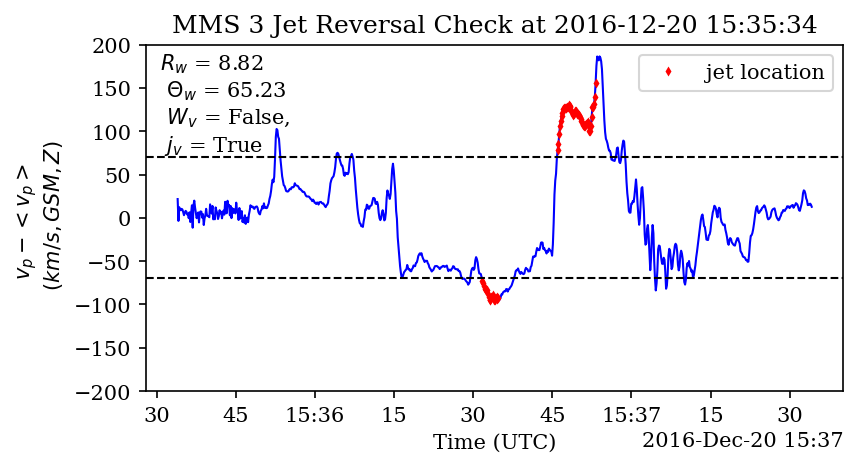 MMS 3 Jet Reversal Check at 2016-12-20 15:35:34
R_w = 8.82
Θ_w = 65.23
W_v = False,
j_v = True
jet location
v_p − < v_p >
(km/s, GSM, Z)
200
150
100
50
0
−50
−100
−150
−200
30 45 15:36 15 30 45 15:37 15 30
Time (UTC)
2016-Dec-20 15:37